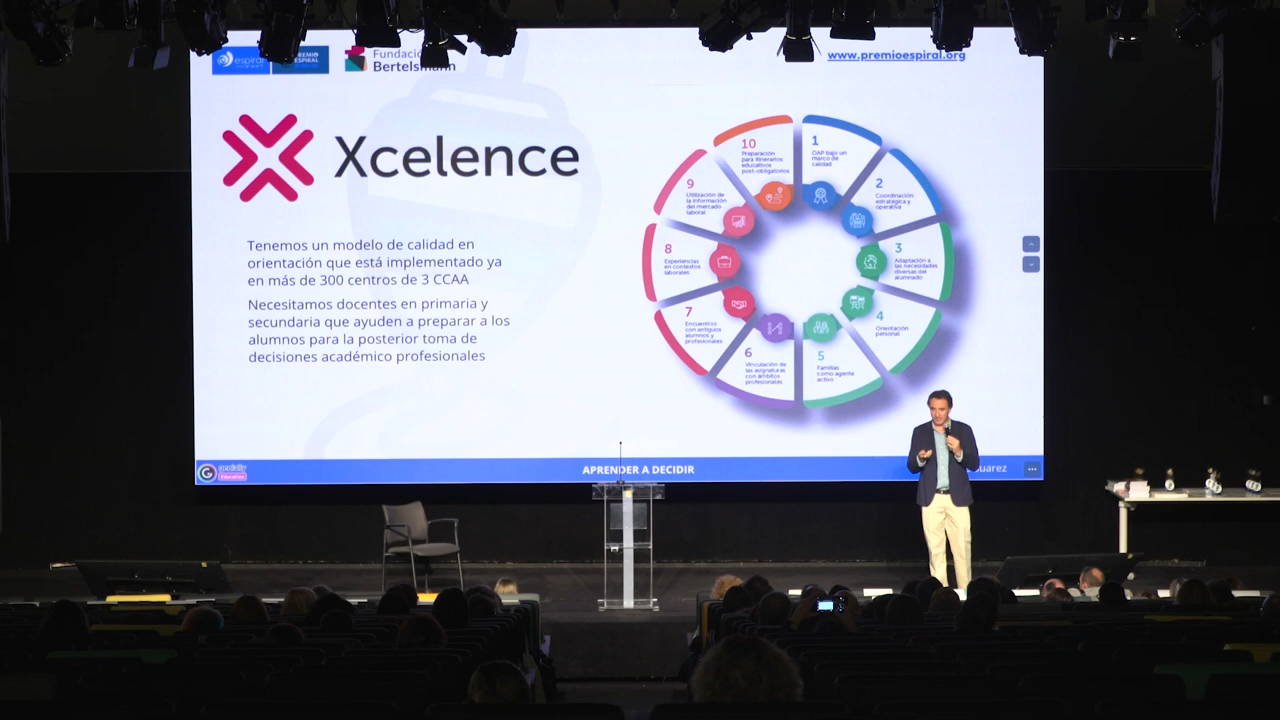 espiral
PREMIO
ESPIRAL
Fundació
Bertelsmann
www.premioespiral.org
Xcelence
Tenemos un modelo de calidad en
orientación que está implementado ya
en más de 300 centros de 3 CCAA
Necesitamos docentes en primaria y
secundaria que ayuden a preparar a los
alumnos para la posterior toma de
decisiones académico profesionales
1
OAP bajo un
marco de
calidad
2
Coordinación
estratégica y
operativa
3
Adaptación a
las necesidades
diversas del
alumnado
4
Orientación
personal
5
Familias
como agente
activo
6
Vinculación de
las asignaturas
con ámbitos
profesionales
7
Encuentros
con antiguos
alumnos y
profesionales
8
Experiencias
en contextos
laborales
9
Utilización de
la información
del mercado
laboral
10
Preparación
para itinerarios
educativos
post-obligatorios
genially
Educativo
APRENDER A DECIDIR
uarez